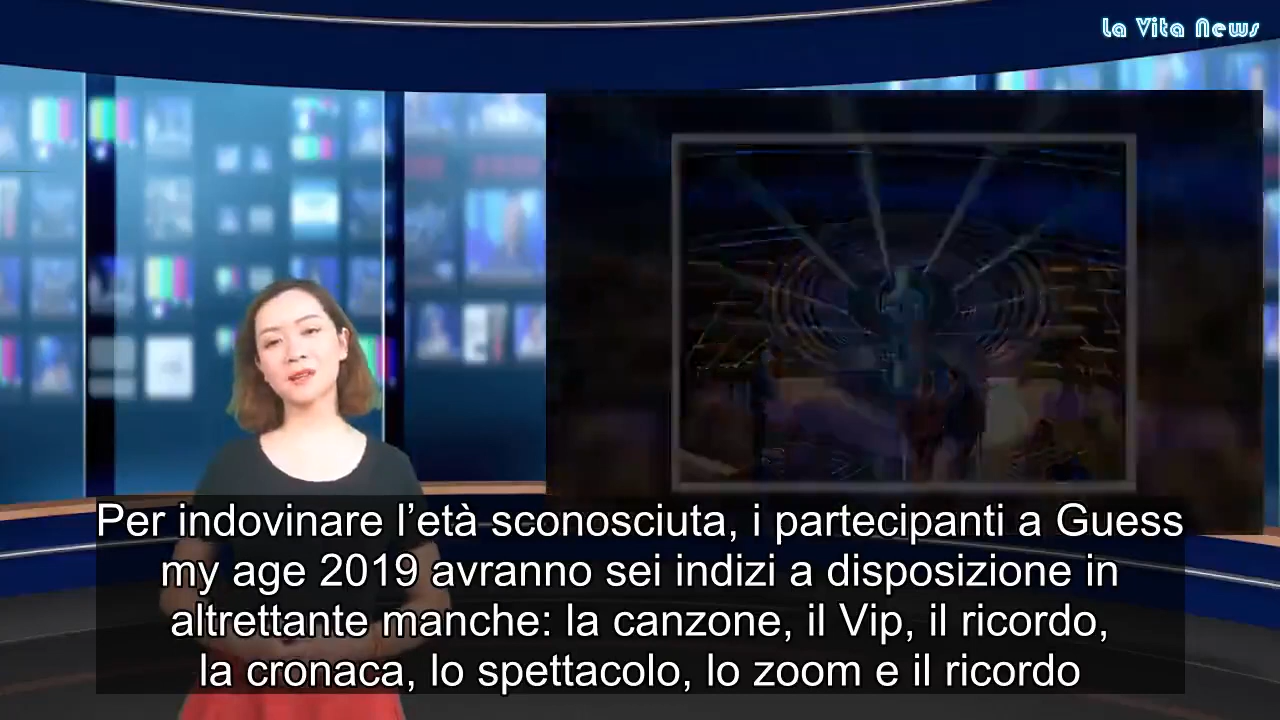 La Vita News
Per indovinare l’età sconosciuta, i partecipanti a Guess
my age 2019 avranno sei indizi a disposizione in
altrettante manche: la canzone, il Vip, il ricordo,
la cronaca, lo spettacolo, lo zoom e il ricordo